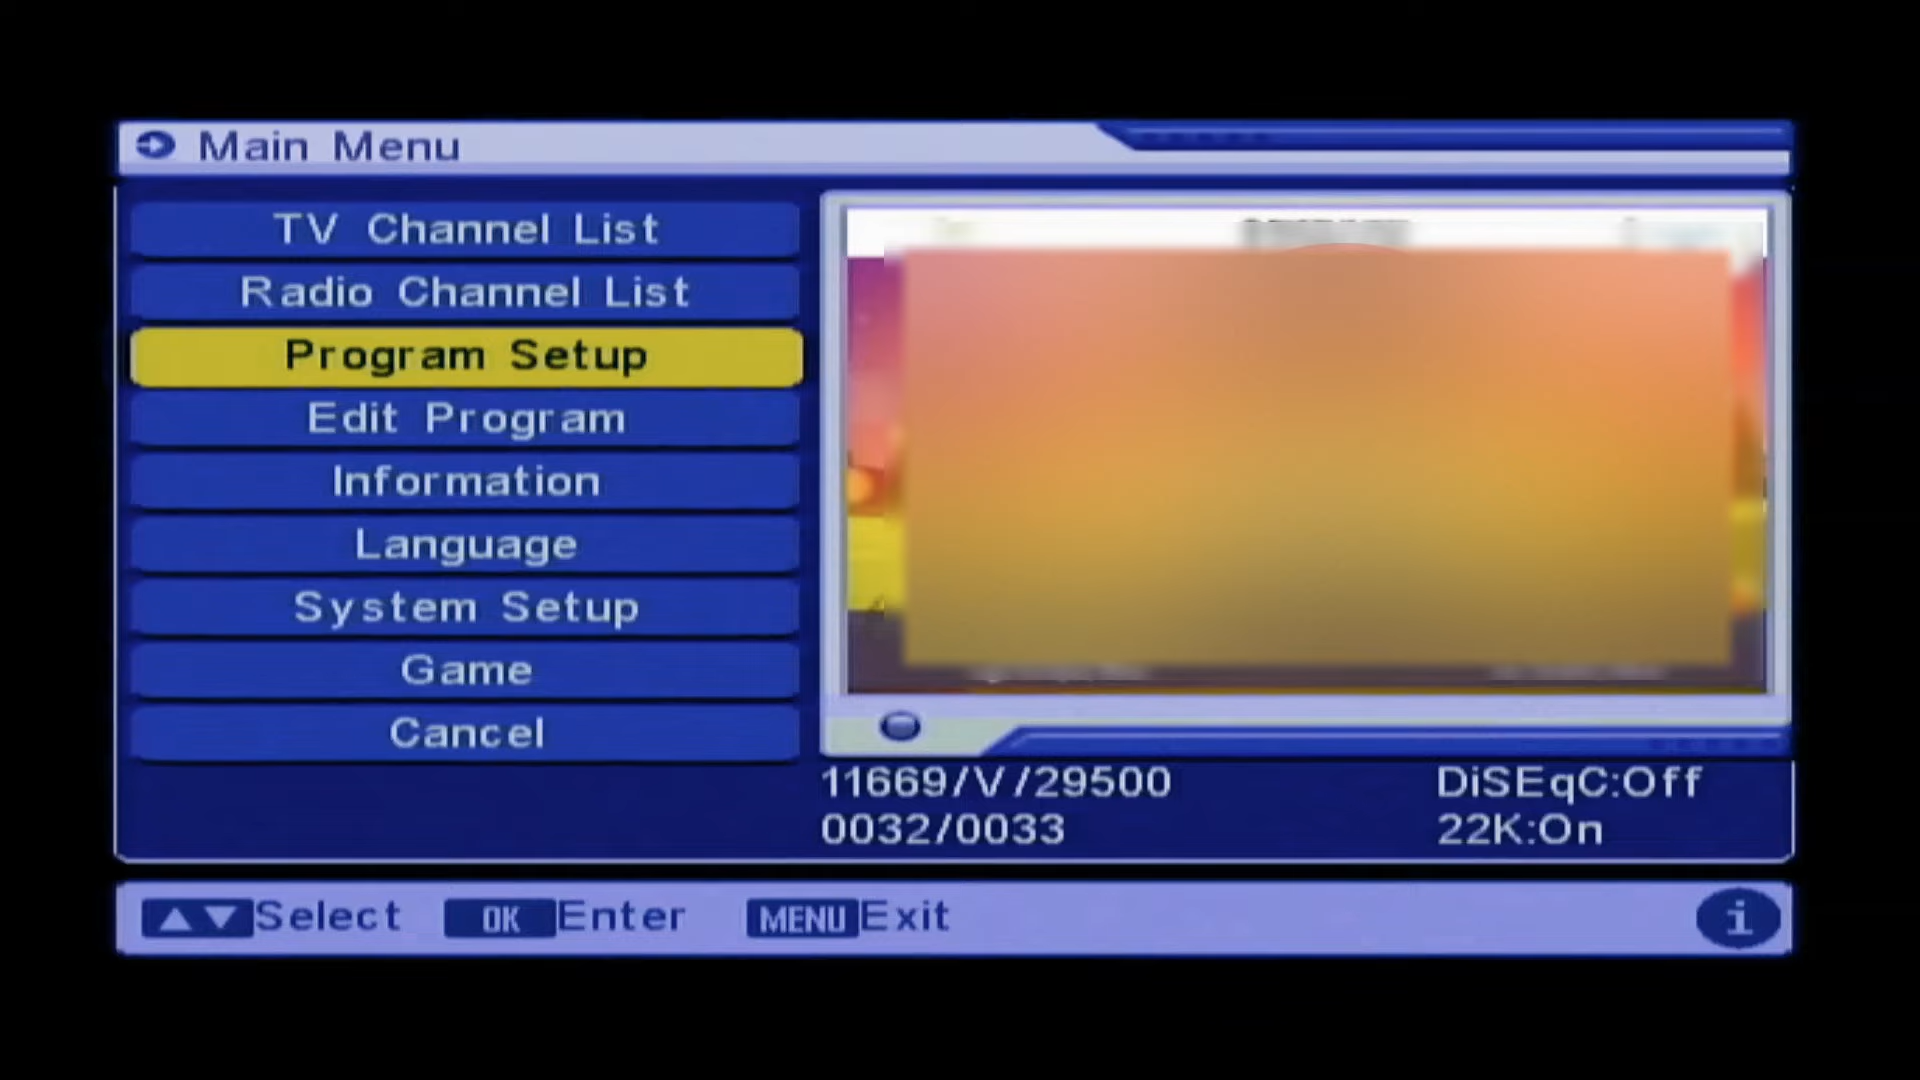 Main Menu
TV Channel List
Radio Channel List
Program Setup
Edit Program
Information
Language
System Setup
Game
Cancel
11669/V/29500
DiSEqC:Off
0032/0033
22K:On
Select OK Enter MENU Exit i